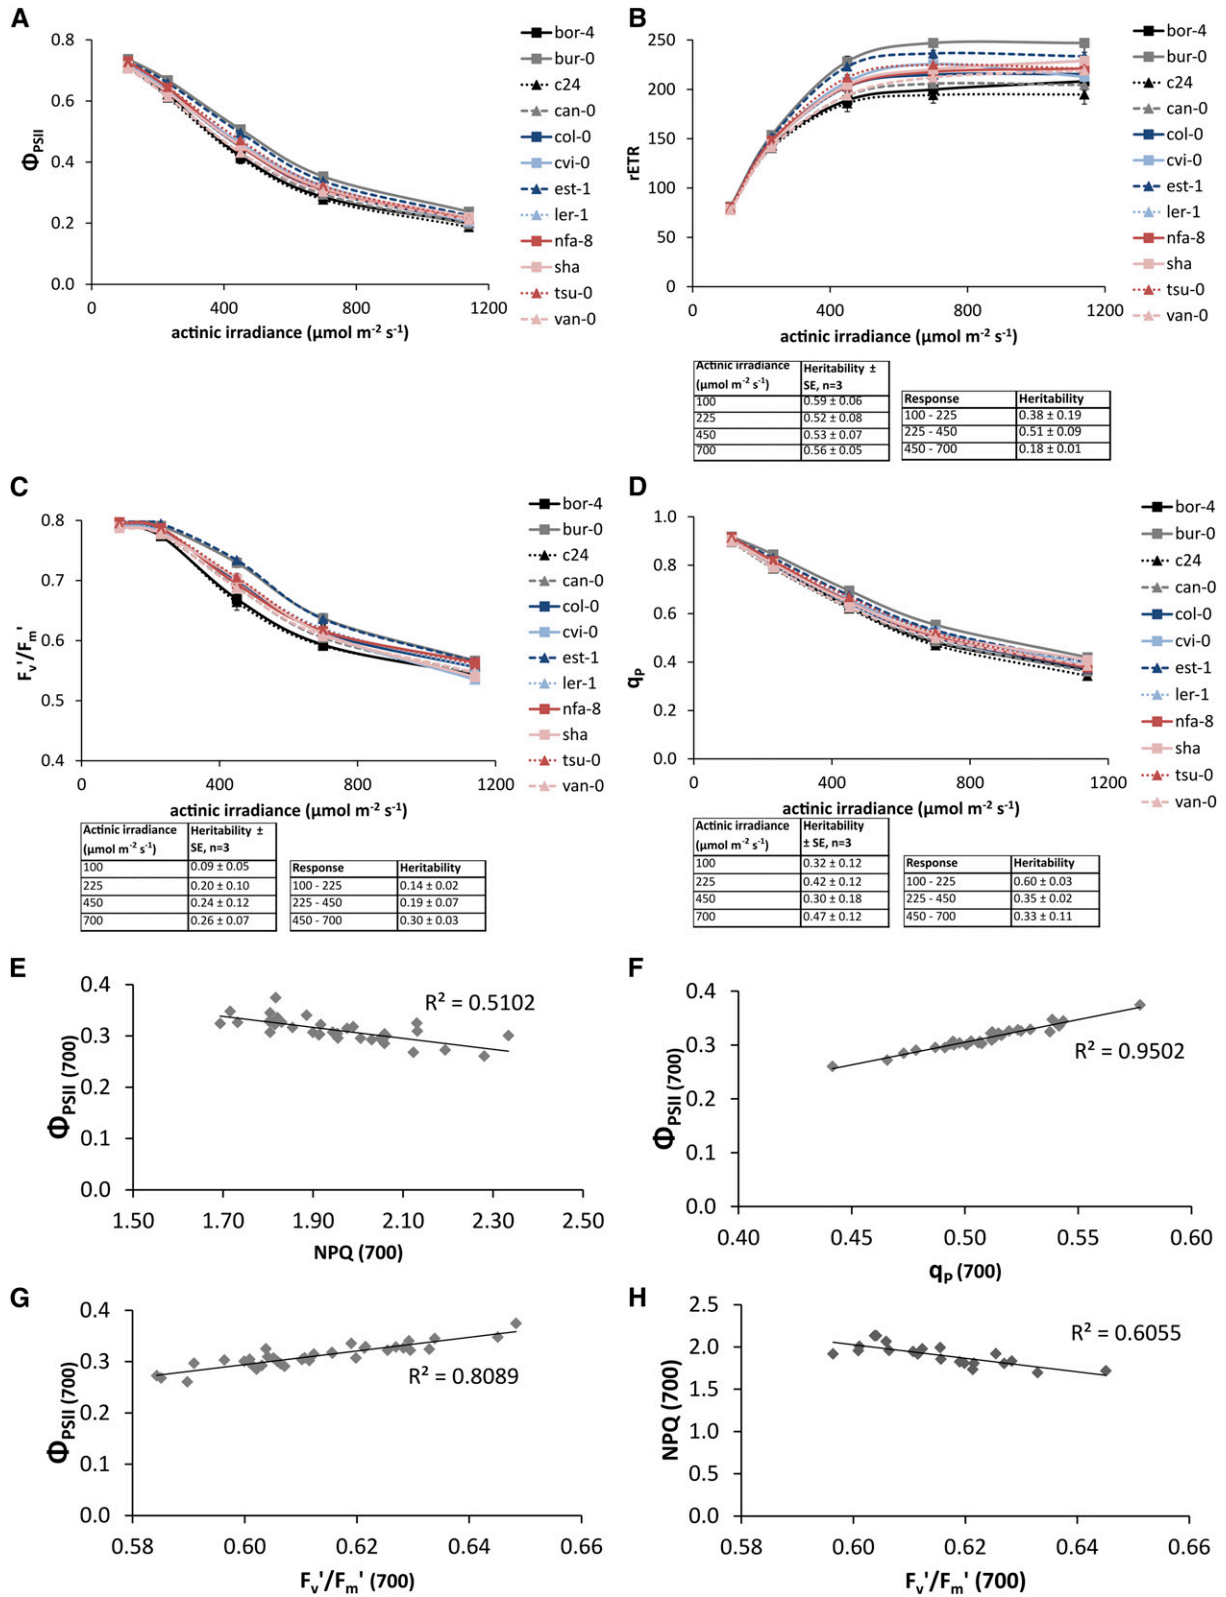 A
0.8
0.6
0.4
0.2
0.0
Φ_PSII
0
400
800
1200
actinic irradiance (μmol m⁻² s⁻¹)
bor-4
bur-0
c24
can-0
col-0
cvi-0
est-1
ler-1
nfa-8
sha
tsu-0
van-0
B
250
200
150
100
50
0
rETR
0
400
800
1200
actinic irradiance (μmol m⁻² s⁻¹)
bor-4
bur-0
c24
can-0
col-0
cvi-0
est-1
ler-1
nfa-8
sha
tsu-0
van-0
Actinic irradiance (μmol m⁻² s⁻¹) Heritability ± SE, n=3
100 0.59 ± 0.06
225 0.52 ± 0.08
450 0.53 ± 0.07
700 0.56 ± 0.05
Response Heritability
100 - 225 0.38 ± 0.19
225 - 450 0.51 ± 0.09
450 - 700 0.18 ± 0.01
C
0.8
0.7
0.6
0.5
0.4
Fᵥ'/Fₘ'
0
400
800
1200
actinic irradiance (μmol m⁻² s⁻¹)
bor-4
bur-0
c24
can-0
col-0
cvi-0
est-1
ler-1
nfa-8
sha
tsu-0
van-0
Actinic irradiance (μmol m⁻² s⁻¹) Heritability ± SE, n=3
100 0.09 ± 0.05
225 0.20 ± 0.10
450 0.24 ± 0.12
700 0.26 ± 0.07
Response Heritability
100 - 225 0.14 ± 0.02
225 - 450 0.19 ± 0.07
450 - 700 0.30 ± 0.03
D
1.0
0.8
0.6
0.4
0.2
0.0
q_P
0
400
800
1200
actinic irradiance (μmol m⁻² s⁻¹)
bor-4
bur-0
c24
can-0
col-0
cvi-0
est-1
ler-1
nfa-8
sha
tsu-0
van-0
Actinic irradiance (μmol m⁻² s⁻¹) Heritability ± SE, n=3
100 0.32 ± 0.12
225 0.42 ± 0.12
450 0.30 ± 0.18
700 0.47 ± 0.12
Response Heritability
100 - 225 0.60 ± 0.03
225 - 450 0.35 ± 0.02
450 - 700 0.33 ± 0.11
E
0.4
0.3
0.2
0.1
0.0
Φ_PSII (700)
R² = 0.5102
1.50 1.70 1.90 2.10 2.30 2.50
NPQ (700)
F
0.4
0.3
0.2
0.1
0.0
Φ_PSII (700)
R² = 0.9502
0.40 0.45 0.50 0.55 0.60
q_P (700)
G
0.4
0.3
0.2
0.1
0.0
Φ_PSII (700)
R² = 0.8089
0.58 0.60 0.62 0.64 0.66
Fᵥ'/Fₘ' (700)
H
2.5
2.0
1.5
1.0
0.5
0.0
NPQ (700)
R² = 0.6055
0.58 0.60 0.62 0.64 0.66
Fᵥ'/Fₘ' (700)